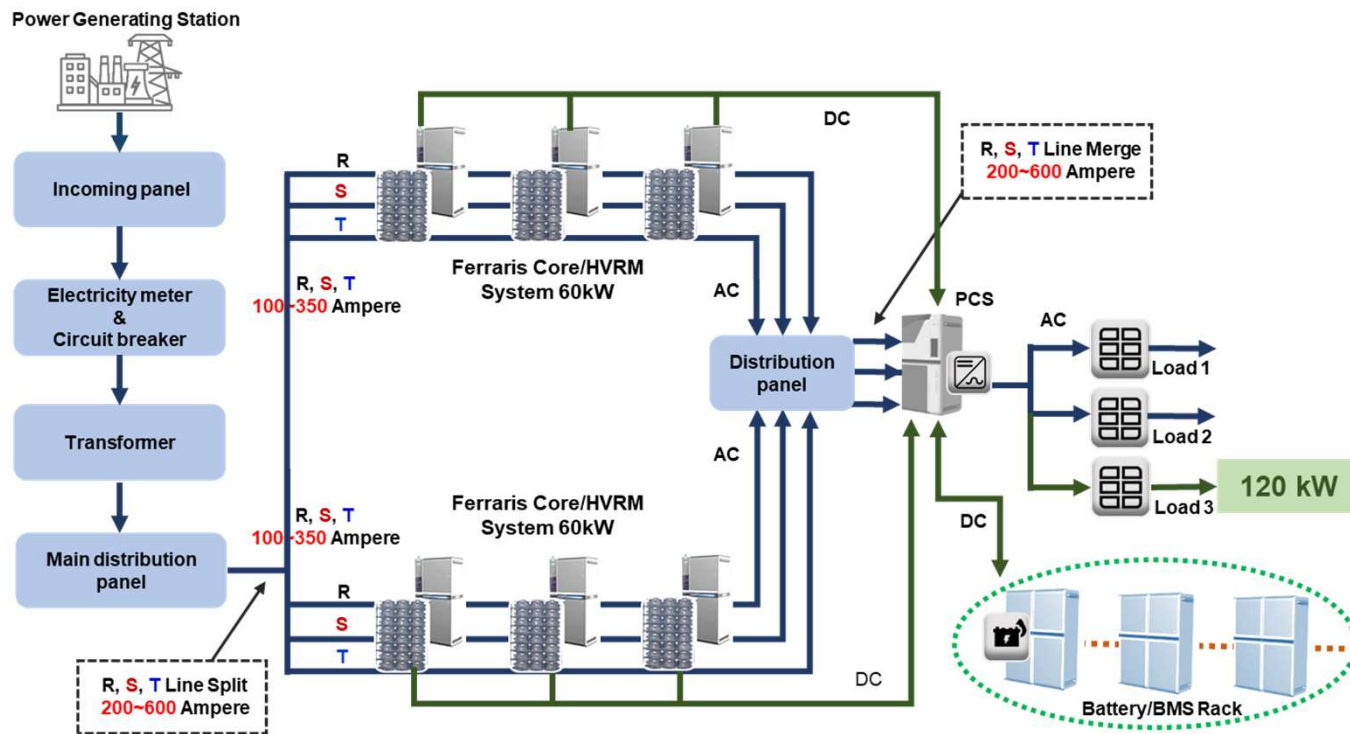 Power Generating Station
Incoming panel
Electricity meter
&
Circuit breaker
Transformer
Main distribution
panel
R, S, T Line Split
200~600 Ampere
R
S
T
R, S, T
100~350 Ampere
Ferraris Core/HVRM
System 60kW
R, S, T
100~350 Ampere
Ferraris Core/HVRM
System 60kW
R
S
T
DC
AC
Distribution
panel
AC
DC
R, S, T Line Merge
200~600 Ampere
PCS
AC
Load 1
Load 2
Load 3
120 kW
DC
Battery/BMS Rack